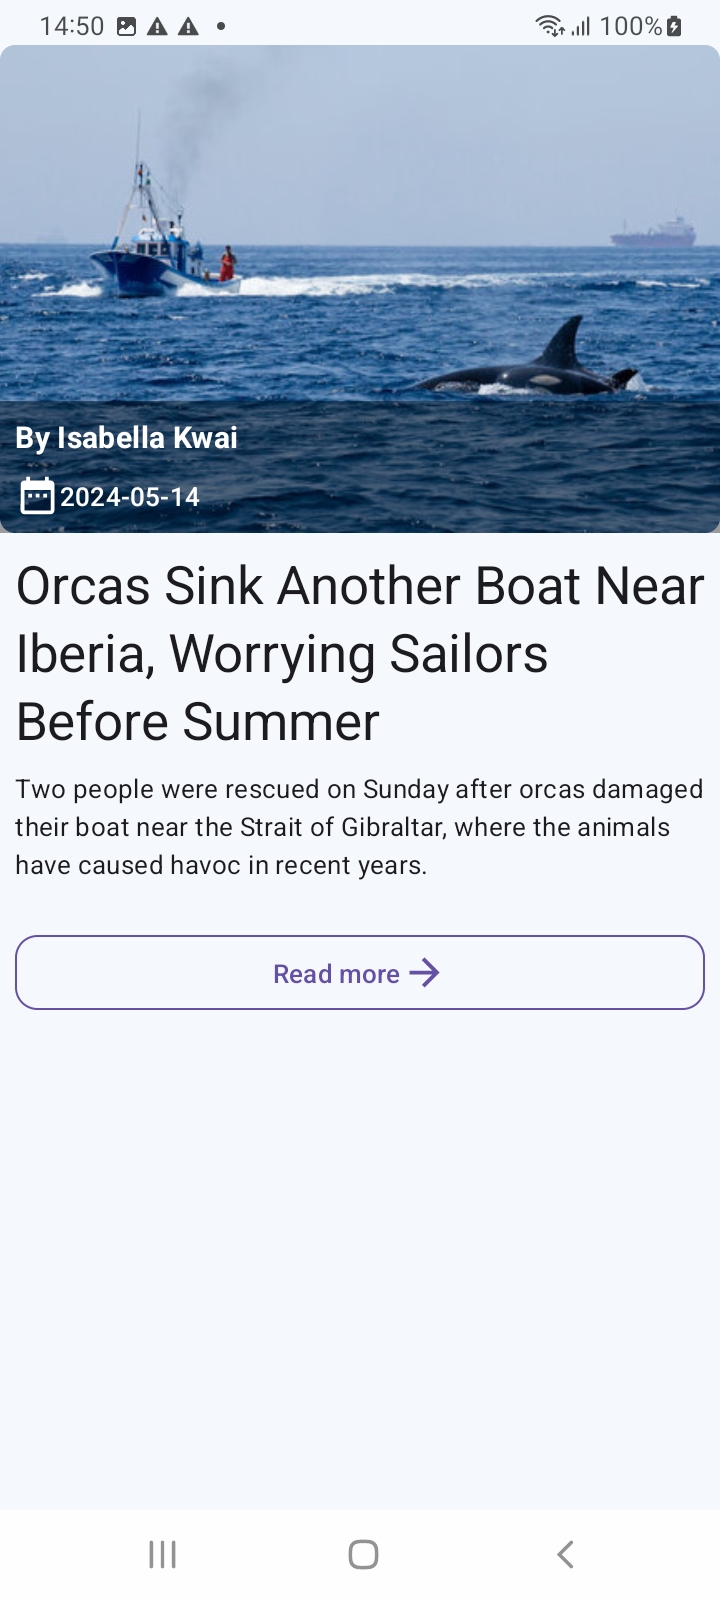 14:50
100%
By Isabella Kwai
2024-05-14
Orcas Sink Another Boat Near
Iberia, Worrying Sailors
Before Summer
Two people were rescued on Sunday after orcas damaged
their boat near the Strait of Gibraltar, where the animals
have caused havoc in recent years.
Read more